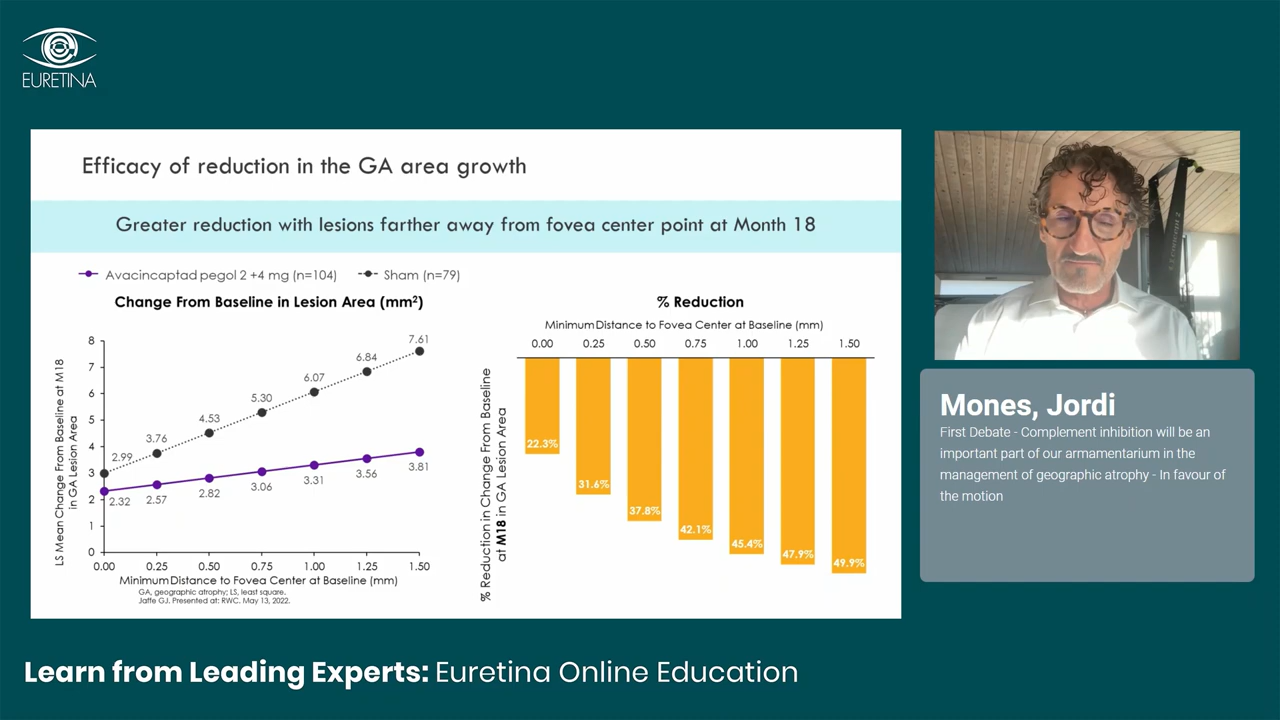 EURETINA
Efficacy of reduction in the GA area growth
Greater reduction with lesions farther away from fovea center point at Month 18
Avacincaptad pegol 2 +4 mg (n=104)
Sham (n=79)
Change From Baseline in Lesion Area (mm²)
LS Mean Change From Baseline at M18
in GA Lesion Area
8
7
6
5
4
3
2
1
0
2.99
3.76
4.53
5.30
6.07
6.84
7.61
2.32
2.57
2.82
3.06
3.31
3.56
3.81
0.00
0.25
0.50
0.75
1.00
1.25
1.50
Minimum Distance to Fovea Center at Baseline (mm)
GA, geographic atrophy; LS, least square.
Jaffe GJ. Presented at: RWC. May 13, 2022.
% Reduction
Minimum Distance to Fovea Center at Baseline (mm)
0.00
0.25
0.50
0.75
1.00
1.25
1.50
% Reduction in Change From Baseline
at M18 in GA Lesion Area
22.3%
31.6%
37.8%
42.1%
45.4%
47.9%
49.9%
Mones, Jordi
First Debate - Complement inhibition will be an
important part of our armamentarium in the
management of geographic atrophy - In favour of
the motion
Learn from Leading Experts: Euretina Online Education